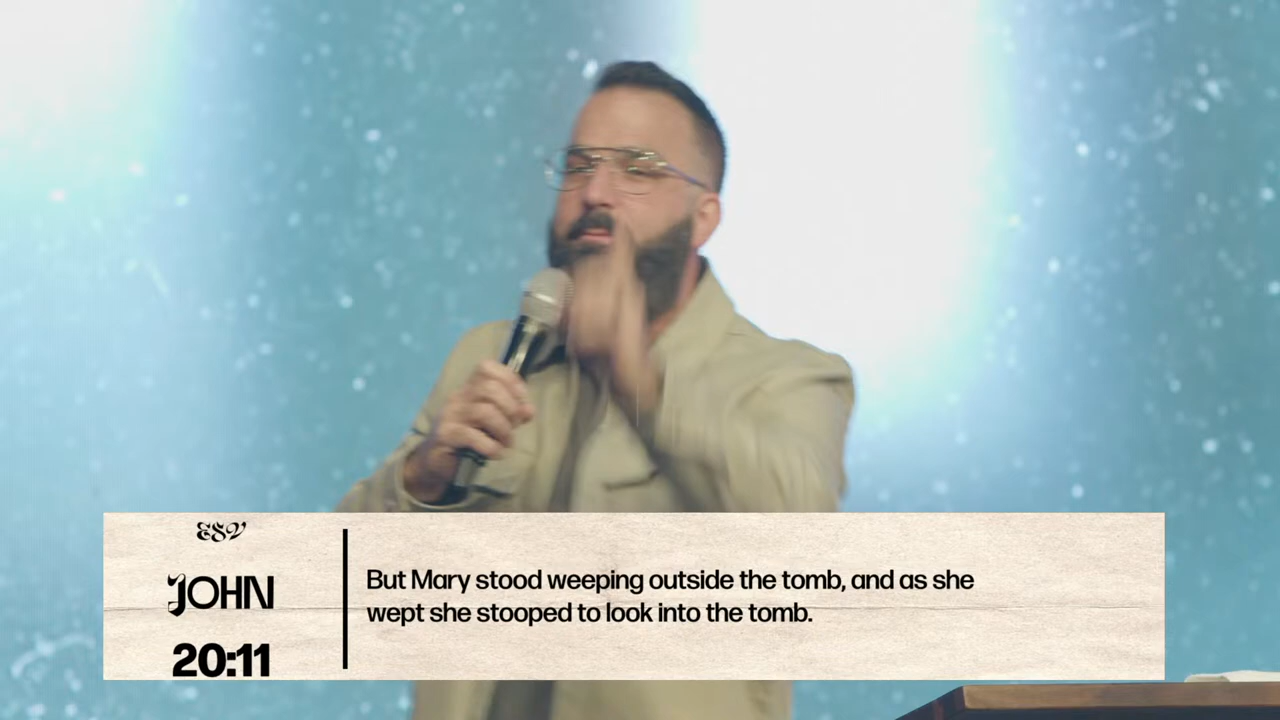 ESV
JOHN
20:11
But Mary stood weeping outside the tomb, and as she
wept she stooped to look into the tomb.